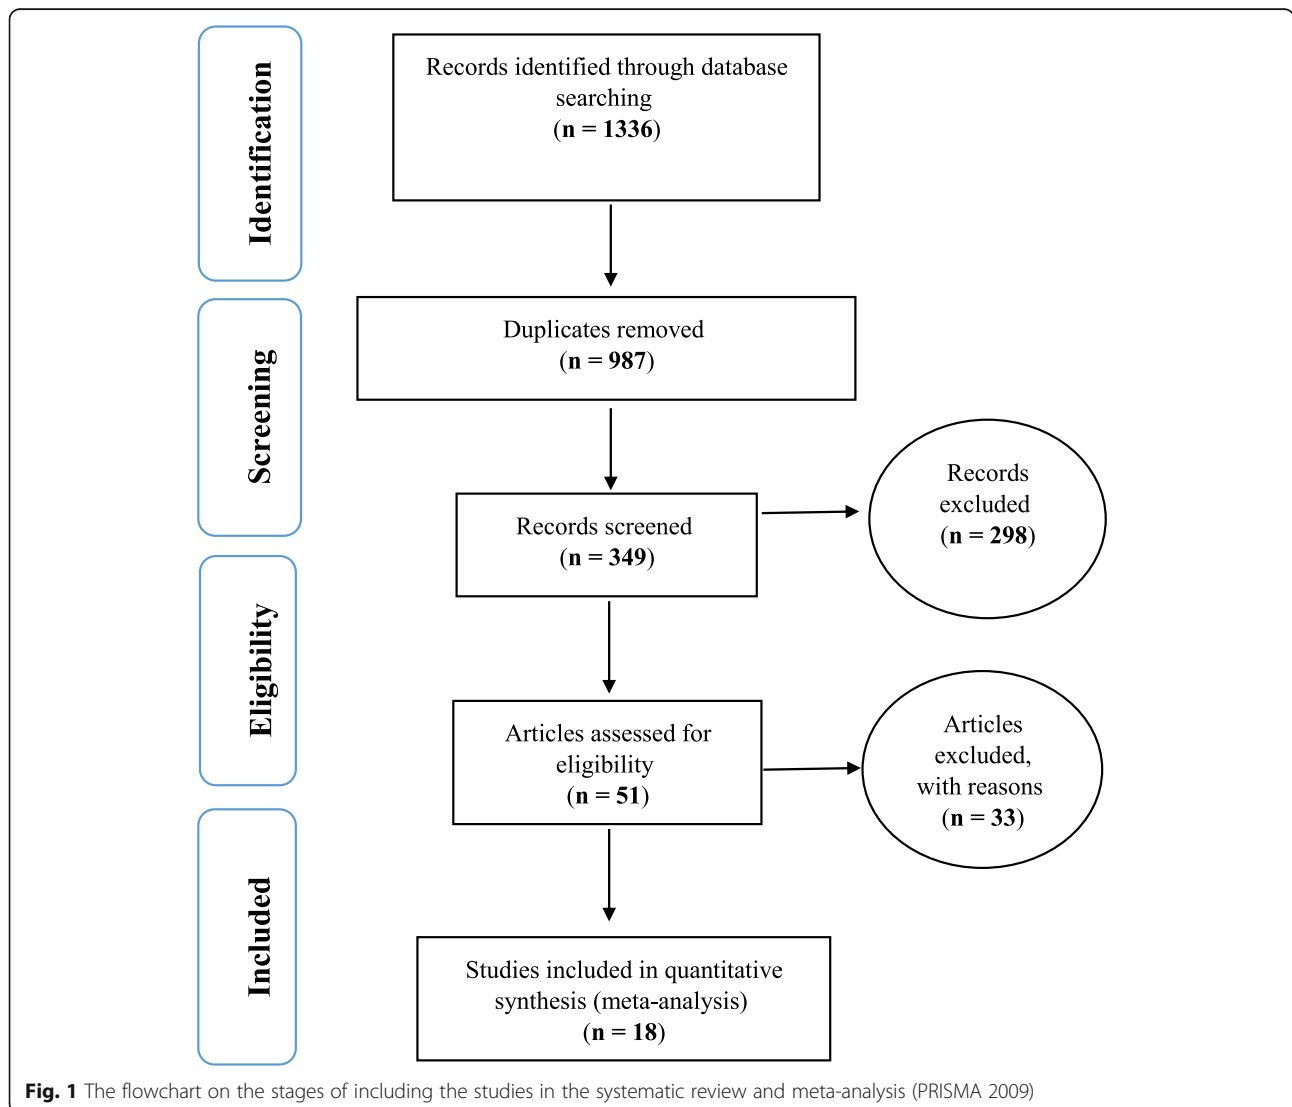 Identification
Records identified through database
searching
(n = 1336)
Screening
Duplicates removed
(n = 987)
Records screened
(n = 349)
Records
excluded
(n = 298)
Eligibility
Articles assessed for
eligibility
(n = 51)
Articles
excluded,
with reasons
(n = 33)
Included
Studies included in quantitative
synthesis (meta-analysis)
(n = 18)
Fig. 1 The flowchart on the stages of including the studies in the systematic review and meta-analysis (PRISMA 2009)